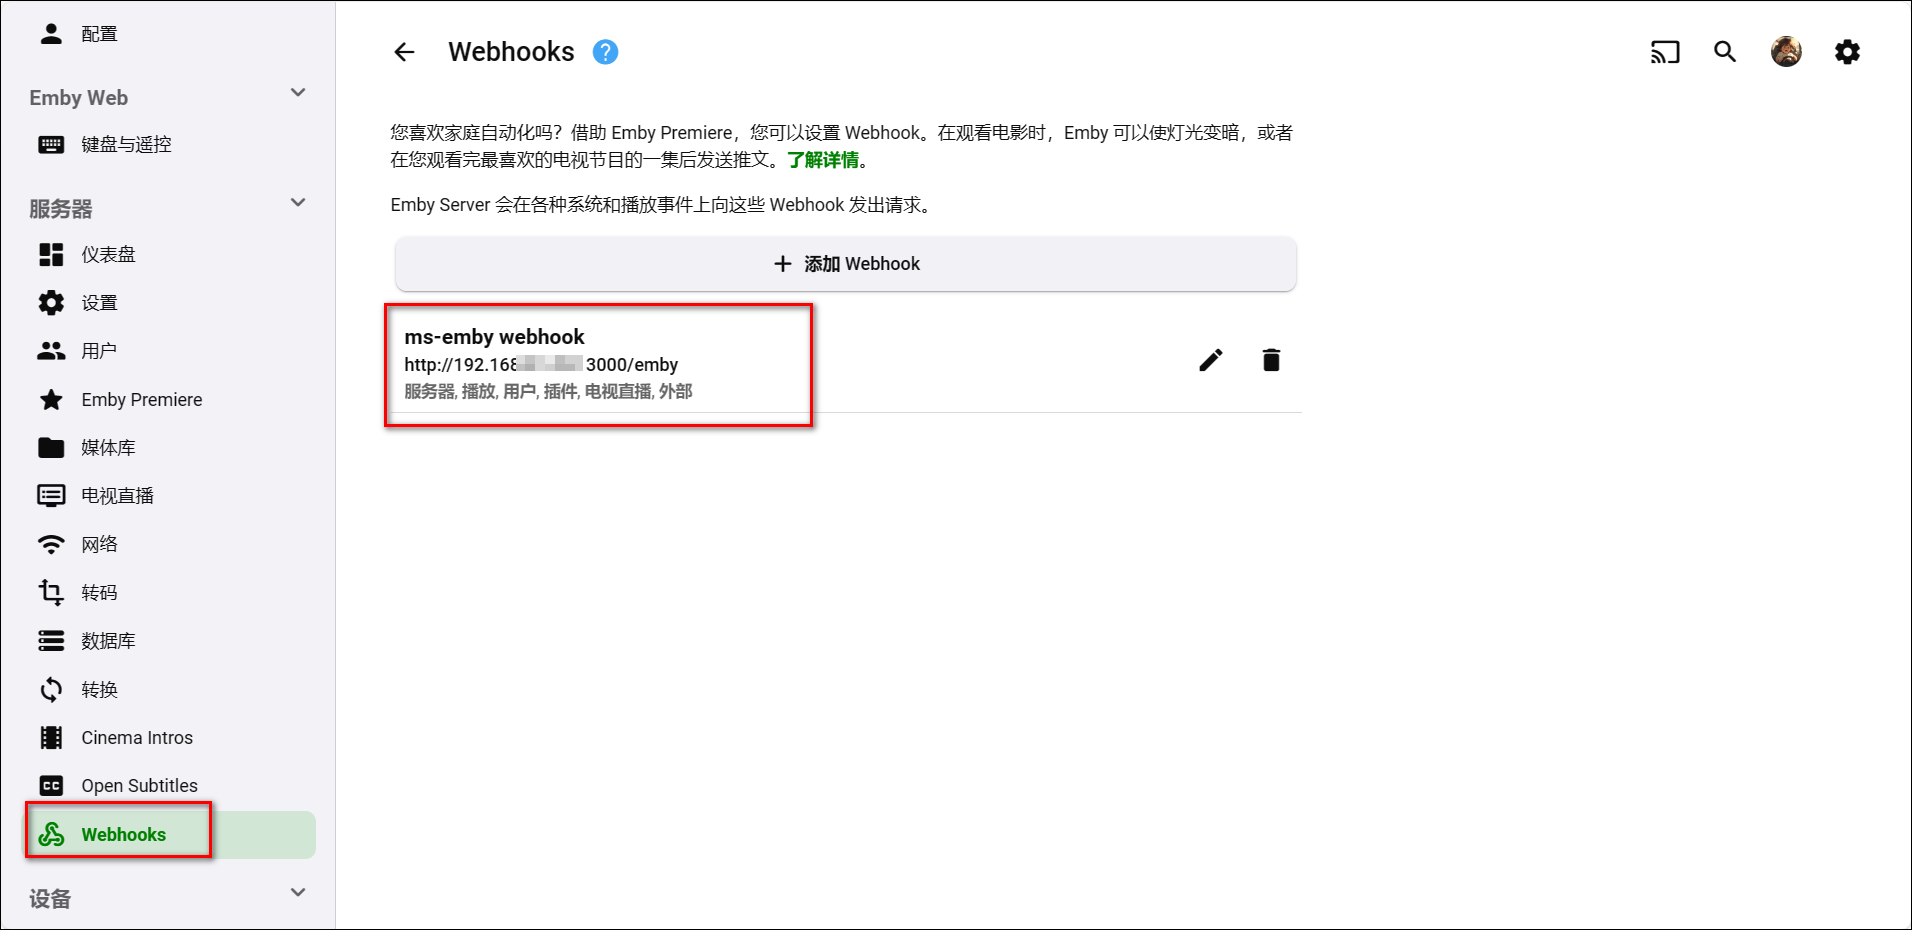 配置
Emby Web
键盘与遥控
服务器
仪表盘
设置
用户
Emby Premiere
媒体库
电视直播
网络
转码
数据库
转换
Cinema Intros
CC
Open Subtitles
Webhooks
设备
Webhooks ?
您喜欢家庭自动化吗？借助 Emby Premiere，您可以设置 Webhook。在观看电影时，Emby 可以使灯光变暗，或者
在您观看完最喜欢的电视节目的一集后发送推文。了解详情。
Emby Server 会在各种系统和播放事件上向这些 Webhook 发出请求。
添加 Webhook
ms-emby webhook
http://192.168 3000/emby
服务器, 播放, 用户, 插件, 电视直播, 外部